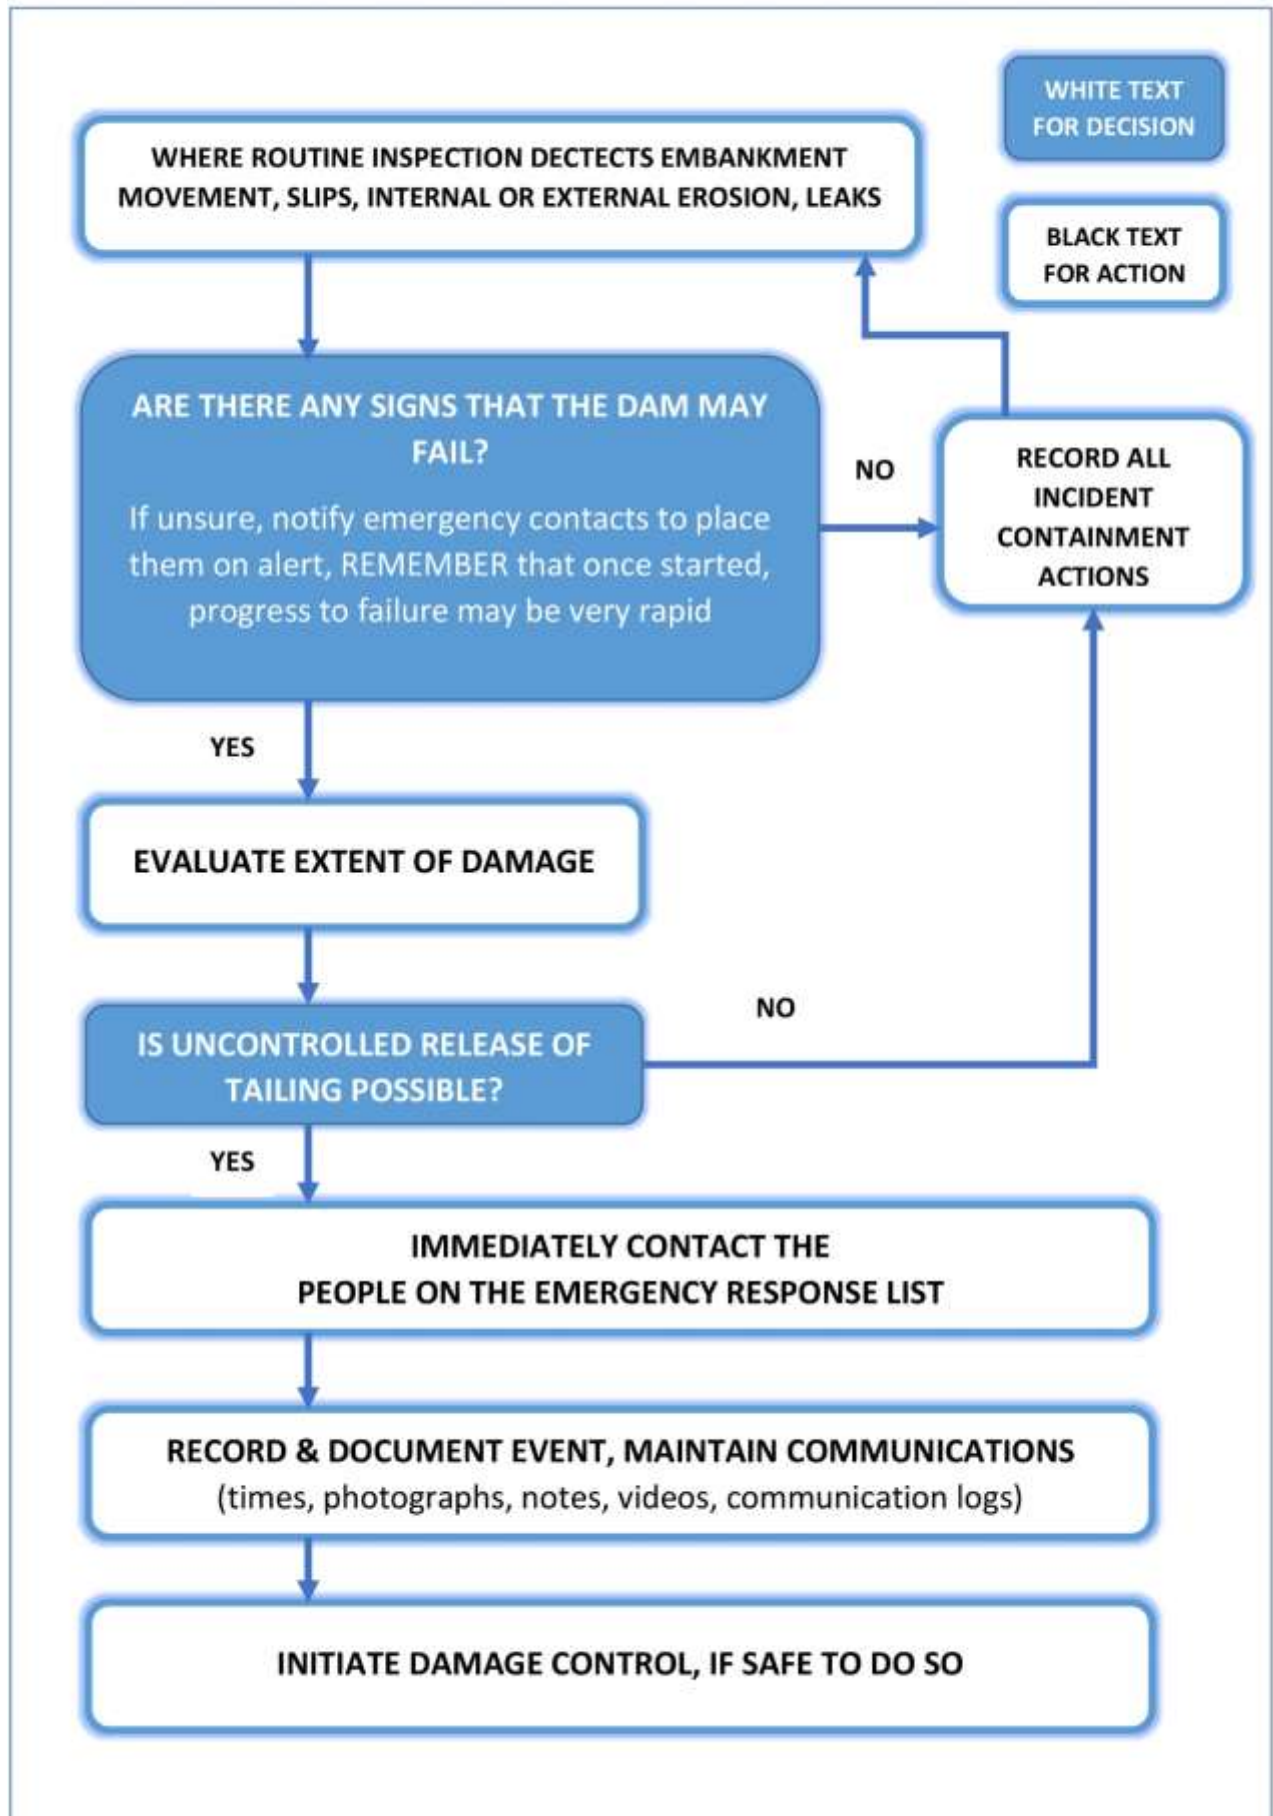 WHITE TEXT
FOR DECISION
WHERE ROUTINE INSPECTION DECTECTS EMBANKMENT
MOVEMENT, SLIPS, INTERNAL OR EXTERNAL EROSION, LEAKS
BLACK TEXT
FOR ACTION
ARE THERE ANY SIGNS THAT THE DAM MAY
FAIL?
If unsure, notify emergency contacts to place
them on alert, REMEMBER that once started,
progress to failure may be very rapid
NO
RECORD ALL
INCIDENT
CONTAINMENT
ACTIONS
YES
EVALUATE EXTENT OF DAMAGE
IS UNCONTROLLED RELEASE OF
TAILING POSSIBLE?
NO
YES
IMMEDIATELY CONTACT THE
PEOPLE ON THE EMERGENCY RESPONSE LIST
RECORD & DOCUMENT EVENT, MAINTAIN COMMUNICATIONS
(times, photographs, notes, videos, communication logs)
INITIATE DAMAGE CONTROL, IF SAFE TO DO SO